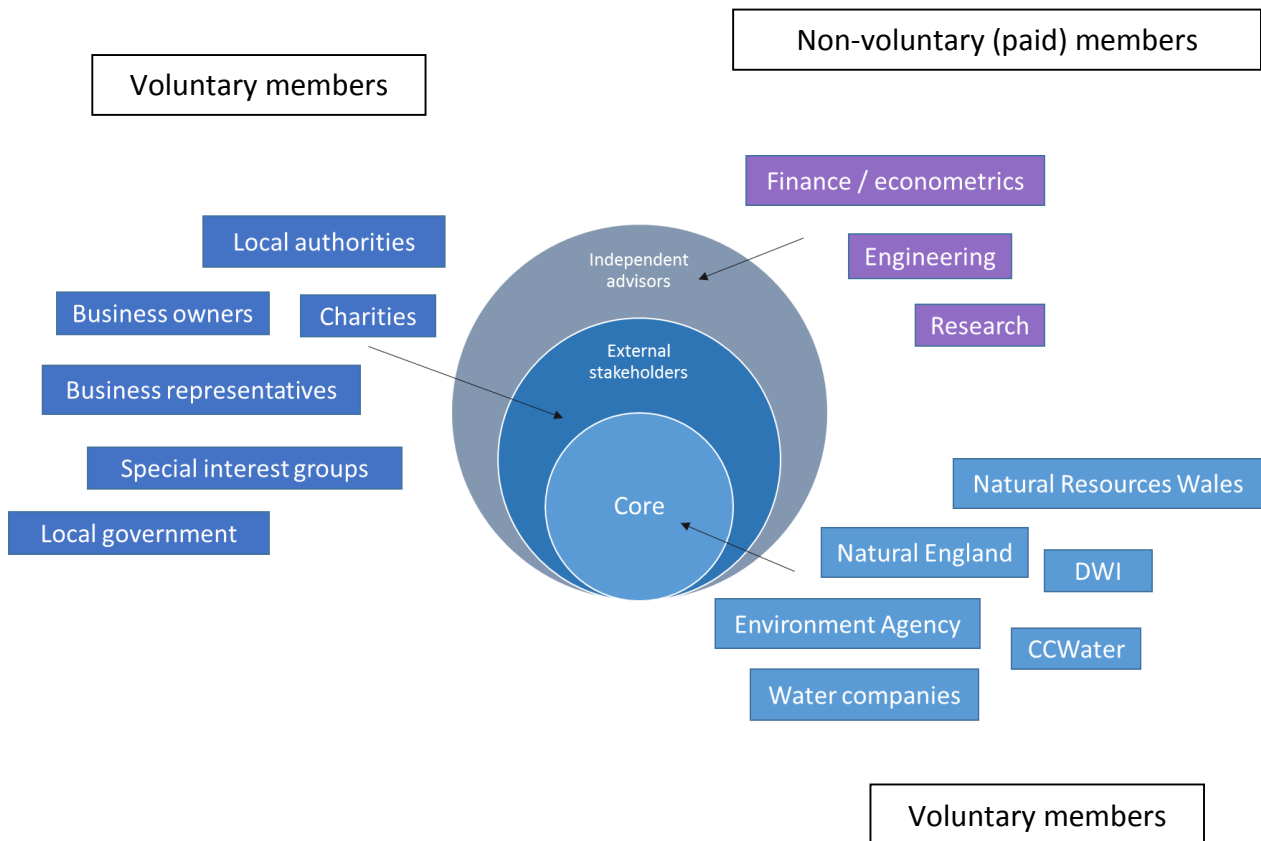 Non-voluntary (paid) members
Voluntary members
Finance / econometrics
Local authorities
Engineering
Independent
advisors
Business owners
Charities
Research
External
stakeholders
Business representatives
Special interest groups
Natural Resources Wales
Core
Local government
Natural England
DWI
Environment Agency
CCWater
Water companies
Voluntary members